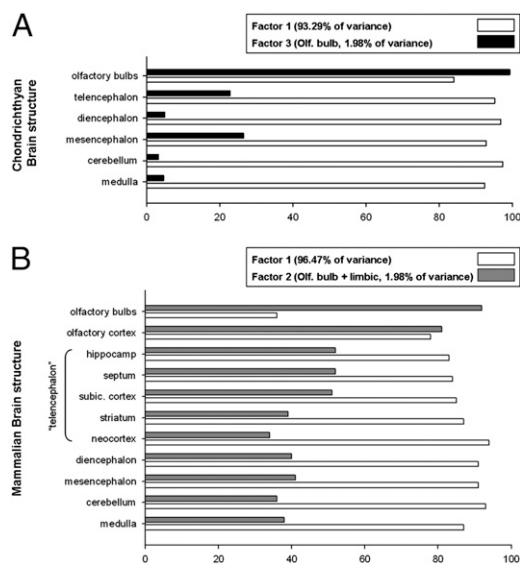 A
Factor 1 (93.29% of variance)
Factor 3 (Olf. bulb, 1.98% of variance)
Chondrichthyan
Brain structure
olfactory bulbs
telencephalon
diencephalon
mesencephalon
cerebellum
medulla
0 20 40 60 80 100
B
Factor 1 (96.47% of variance)
Factor 2 (Olf. bulb + limbic, 1.98% of variance)
Mammalian Brain structure
"telencephalon"
olfactory bulbs
olfactory cortex
hippocamp
septum
subic. cortex
striatum
neocortex
diencephalon
mesencephalon
cerebellum
medulla
0 20 40 60 80 100